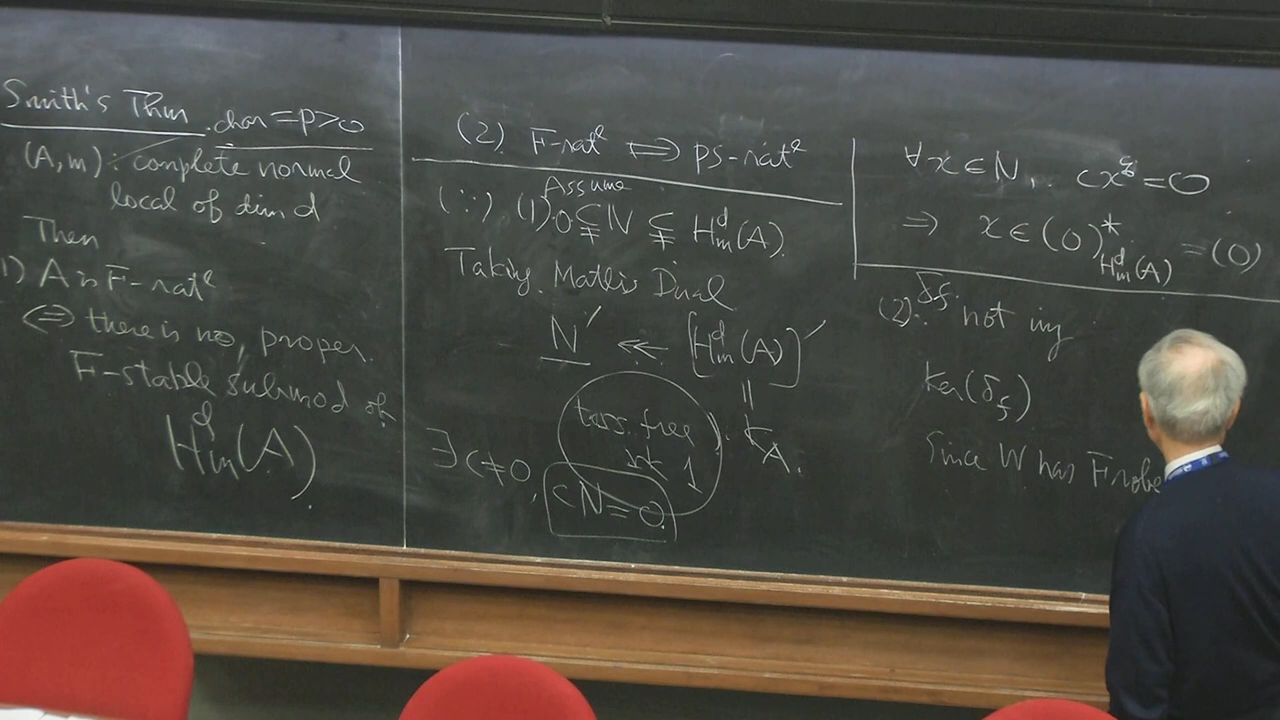 Smith's Thm. char = p > 0
(A, m) : complete normal
local of dim d
Then
1) A is F-rat^l
⇔ there is no proper
F-stable submod of
H^d_m(A)
(2) F-rat^l ⟹ ps-rat^l
Assume
(∵) (1) 0 ⊊ N ⊊ H^d_m(A)
Taking Matlis Dual
N' ↞ [H^d_m(A)]'
tors. free
K_A.
∃ c ≠ 0, cN = 0
∀x ∈ N, cx^q = 0
⇒ x ∈ (0)^*_{H^d_m(A)} = (0)
(2) : δ_f not inj
ker(δ_f)
Since W has Frobe